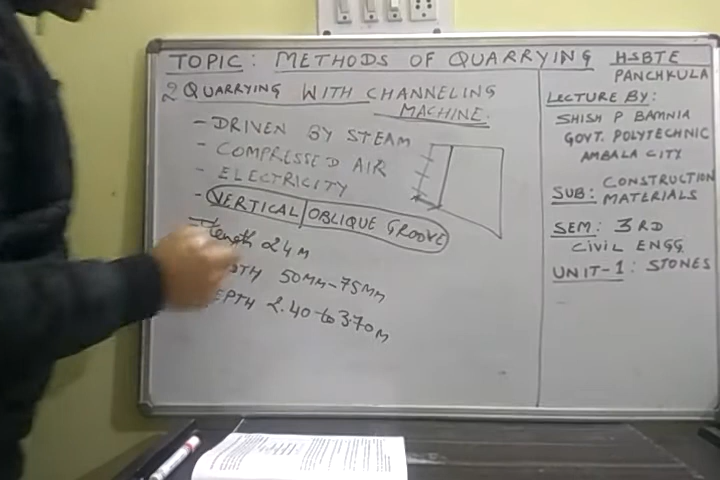 TOPIC: METHODS OF QUARRYING
2 QUARRYING WITH CHANNELING
MACHINE.
- DRIVEN BY STEAM
- COMPRESSED AIR
- ELECTRICITY
- VERTICAL | OBLIQUE GROOVE
- length 24 M
50MM-75MM
2.40 to 3.70 M
HSBTE
PANCHKULA
LECTURE BY:
SHISH P BAMNIA
GOVT. POLYTECHNIC
AMBALA CITY
SUB: CONSTRUCTION
MATERIALS
SEM: 3RD
CIVIL ENGG
UNIT-1: STONES